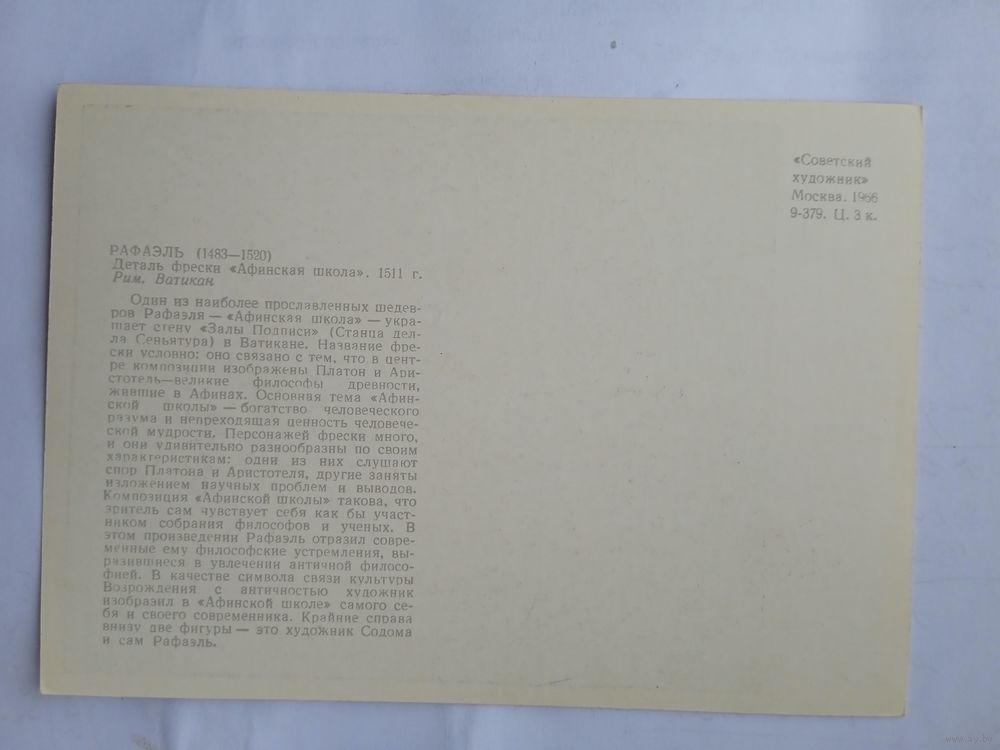 «Советский
художник»
Москва. 1966
9-379. Ц. 3 к.
РАФАЭЛЬ (1483—1520)
Деталь фрески «Афинская школа». 1511 г.
Рим. Ватикан
Один из наиболее прославленных шедев-
ров Рафаэля — «Афинская школа» — укра-
шает стену «Залы Подписи» (Станца дел-
ла Сеньятура) в Ватикане. Название фре-
ски условно: оно связано с тем, что в цент-
ре композиции изображены Платон и Ари-
стотель—великие философы древности,
жившие в Афинах. Основная тема «Афин-
ской школы» — богатство человеческого
разума и непреходящая ценность человече-
ской мудрости. Персонажей фрески много,
и они удивительно разнообразны по своим
характеристикам: одни из них слушают
спор Платона и Аристотеля, другие заняты
изложением научных проблем и выводов.
Композиция «Афинской школы» такова, что
зритель сам чувствует себя как бы участ-
ником собрания философов и ученых. В
этом произведении Рафаэль отразил совре-
менные ему философские устремления, вы-
разившиеся в увлечении античной филосо-
фией. В качестве символа связи культуры
Возрождения с античностью художник
изобразил в «Афинской школе» самого се-
бя и своего современника. Крайние справа
внизу две фигуры — это художник Содома
и сам Рафаэль.
www.ay.by